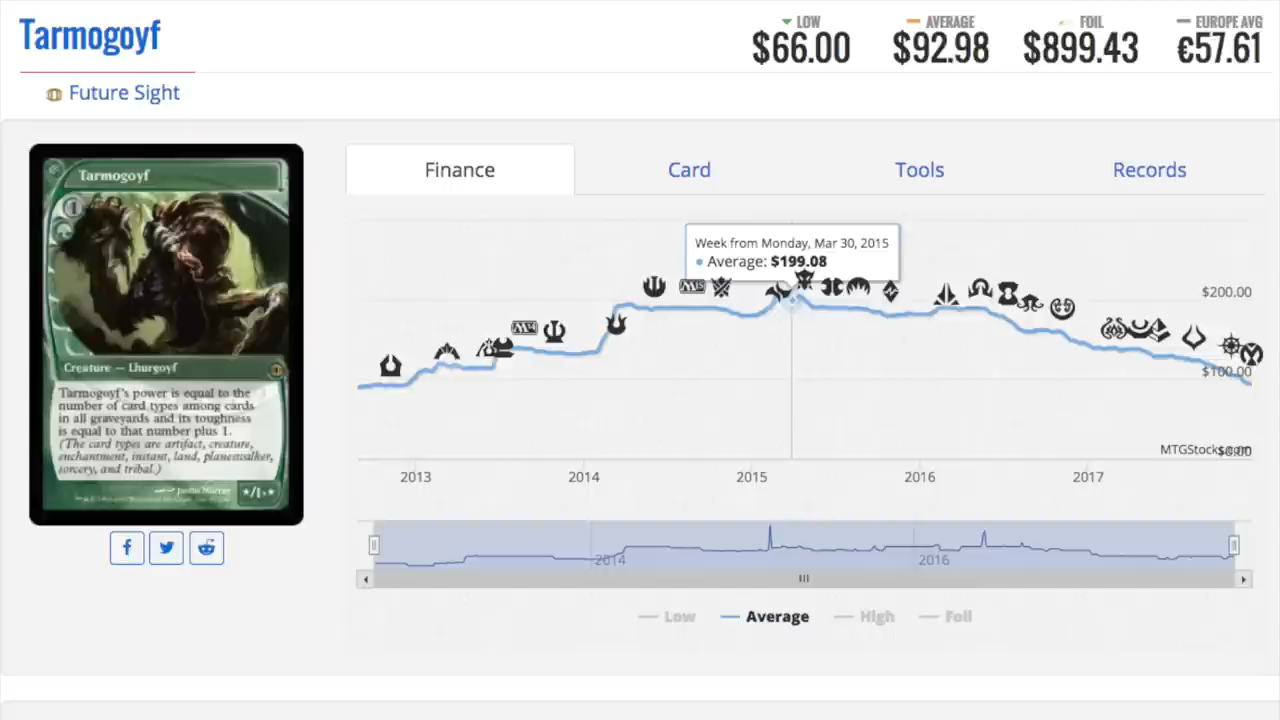 Tarmogoyf
LOW
$66.00
AVERAGE
$92.98
FOIL
$899.43
EUROPE AVG
€57.61
Future Sight
Tarmogoyf
1
Creature — Lhurgoyf
Tarmogoyf's power is equal to the
number of card types among cards
in all graveyards and its toughness
is equal to that number plus 1.
(The card types are artifact, creature,
enchantment, instant, land, planeswalker,
sorcery, and tribal.)
Finance
Card
Tools
Records
Week from Monday, Mar 30, 2015
Average: $199.08
$200.00
$100.00
$0.00
MTGStocks.com
2013
2014
2015
2016
2017
2014
2016
Low
Average
High
Foil